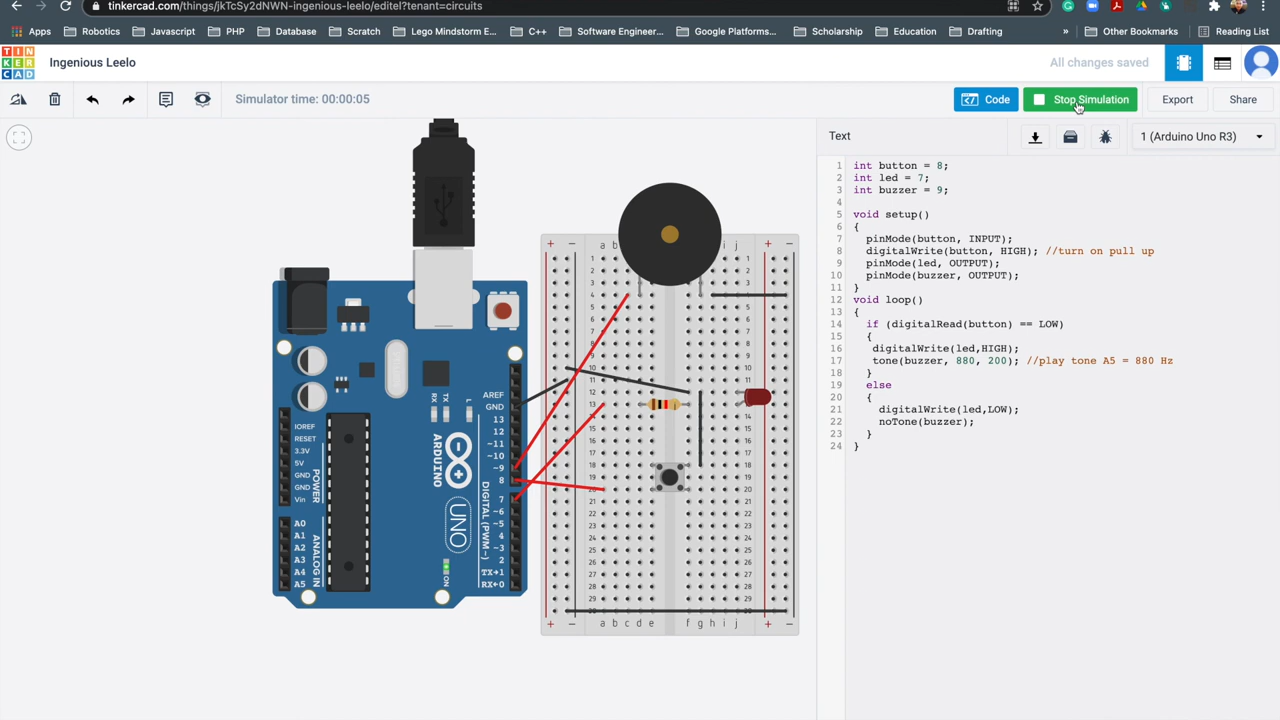 tinkercad.com/things/jkTcSy2dNWN-ingenious-leelo/editel?tenant=circuits
Apps Robotics Javascript PHP Database Scratch Lego Mindstorm E... C++ Software Engineer... Google Platforms... Scholarship Education Drafting » Other Bookmarks Reading List
TIN
KER
CAD
Ingenious Leelo
All changes saved
Simulator time: 00:00:05
Code
Stop Simulation
Export
Share
Text
1 (Arduino Uno R3)
1 int button = 8;
2 int led = 7;
3 int buzzer = 9;
4
5 void setup()
6 {
7 pinMode(button, INPUT);
8 digitalWrite(button, HIGH); //turn on pull up
9 pinMode(led, OUTPUT);
10 pinMode(buzzer, OUTPUT);
11 }
12 void loop()
13 {
14 if (digitalRead(button) == LOW)
15 {
16 digitalWrite(led,HIGH);
17 tone(buzzer, 880, 200); //play tone A5 = 880 Hz
18 }
19 else
20 {
21 digitalWrite(led,LOW);
22 noTone(buzzer);
23 }
24 }
AREF
GND
13
12
~11
~10
~9
8
7
~6
~5
4
~3
2
TX→1
RX←0
DIGITAL (PWM~)
IOREF
RESET
3.3V
5V
GND
GND
Vin
POWER
A0
A1
A2
A3
A4
A5
ANALOG IN
RX
TX
L
ARDUINO
UNO
ON